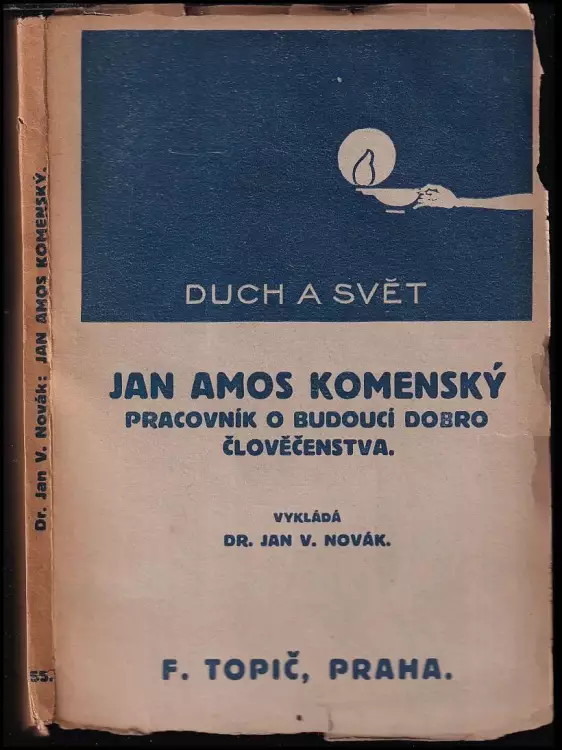 DUCH A SVĚT
JAN AMOS KOMENSKÝ
PRACOVNÍK O BUDOUCÍ DOBRO
ČLOVĚČENSTVA.
VYKLÁDÁ
DR. JAN V. NOVÁK.
F. TOPIČ, PRAHA.
Dr. Jan V. Novák: JAN AMOS KOMENSKÝ.
55.